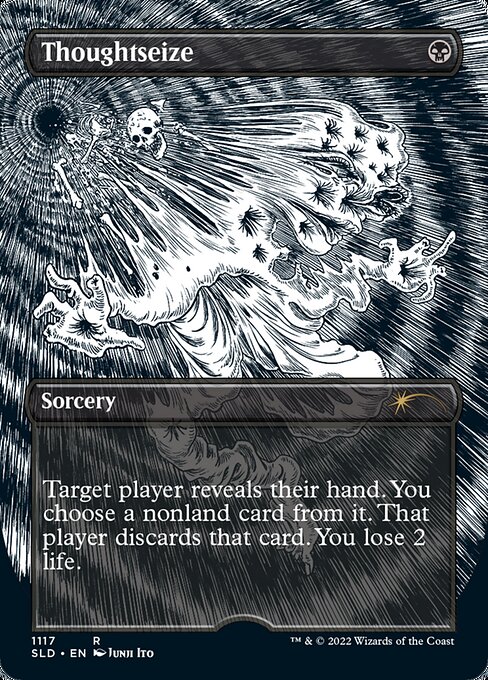 Thoughtseize
Sorcery
Target player reveals their hand. You
choose a nonland card from it. That
player discards that card. You lose 2
life.
1117 R
SLD • EN Junji Ito
™ & © 2022 Wizards of the Coast